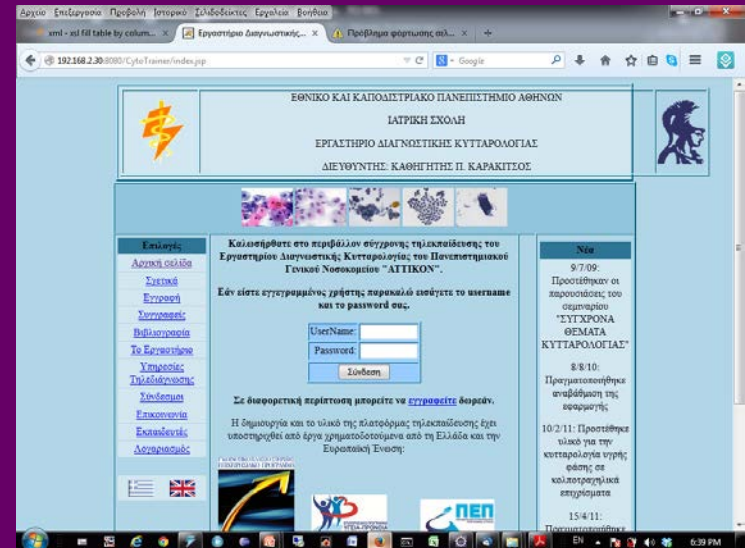 Αρχείο Επεξεργασία Προβολή Ιστορικό Σελιδοδείκτες Εργαλεία Βοήθεια
xml - xsl fill table by colum...
Εργαστήριο Διαγνωστικής...
Πρόβλημα φόρτωσης σελ...
192.168.2.30:8080/CytoTrainer/index.jsp
Google
ΕΘΝΙΚΟ ΚΑΙ ΚΑΠΟΔΙΣΤΡΙΑΚΟ ΠΑΝΕΠΙΣΤΗΜΙΟ ΑΘΗΝΩΝ
ΙΑΤΡΙΚΗ ΣΧΟΛΗ
ΕΡΓΑΣΤΗΡΙΟ ΔΙΑΓΝΩΣΤΙΚΗΣ ΚΥΤΤΑΡΟΛΟΓΙΑΣ
ΔΙΕΥΘΥΝΤΗΣ: ΚΑΘΗΓΗΤΗΣ Π. ΚΑΡΑΚΙΤΣΟΣ
Επιλογές
Αρχική σελίδα
Σχετικά
Εγγραφή
Συγγραφείς
Βιβλιογραφία
Το Εργαστήριο
Υπηρεσίες
Τηλεδιάγνωσης
Σύνδεσμοι
Επικοινωνία
Εκπαιδευτές
Λογαριασμός
Καλωσήρθατε στο περιβάλλον σύγχρονης τηλεκπαίδευσης του
Εργαστηρίου Διαγνωστικής Κυτταρολογίας του Πανεπιστημιακού
Γενικού Νοσοκομείου "ΑΤΤΙΚΟΝ".
Εάν είστε εγγεγραμμένος χρήστης παρακαλώ εισάγετε το username
και το password σας.
UserName:
Password:
Σύνδεση
Σε διαφορετική περίπτωση μπορείτε να εγγραφείτε δωρεάν.
Η δημιουργία και το υλικό της πλατφόρμας τηλεκπαίδευσης έχει
υποστηριχθεί από έργα χρηματοδοτούμενα από τη Ελλάδα και την
Ευρωπαϊκή Ένωση:
ΥΓΕΙΑ-ΠΡΟΝΟΙΑ
ΠΕΠ
Νέα
9/7/09:
Προστέθηκαν οι
παρουσιάσεις του
σεμιναρίου
"ΣΥΓΧΡΟΝΑ
ΘΕΜΑΤΑ
ΚΥΤΤΑΡΟΛΟΓΙΑΣ"
8/8/10:
Πραγματοποιήθηκε
αναβάθμιση της
εφαρμογής
10/2/11: Προστέθηκε
υλικό για την
κυτταρολογία υγρής
φάσης σε
κολποτραχηλικά
επιχρίσματα
15/4/11:
Πραγματοποιήθηκε
EN
6:39 PM